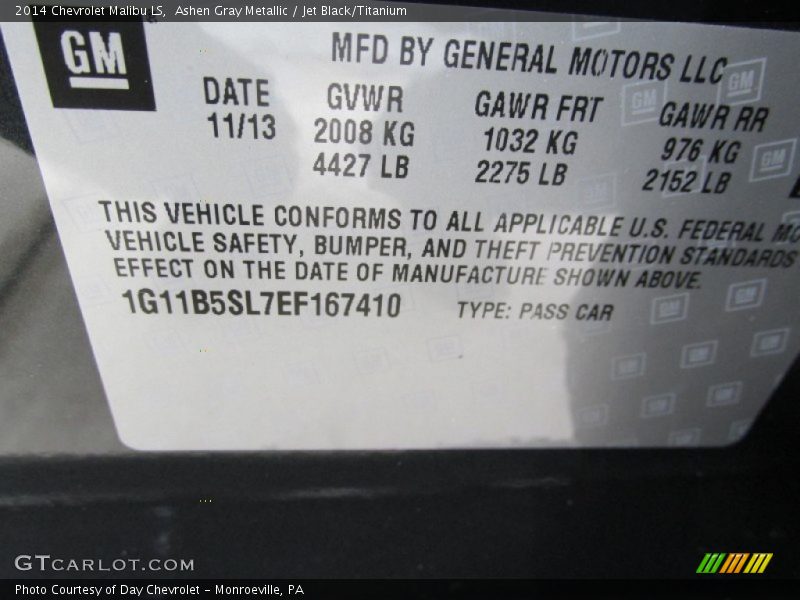 2014 Chevrolet Malibu LS, Ashen Gray Metallic / Jet Black/Titanium
GM
MFD BY GENERAL MOTORS LLC
DATE GVWR GAWR FRT GAWR RR
11/13 2008 KG 1032 KG 976 KG
4427 LB 2275 LB 2152 LB
THIS VEHICLE CONFORMS TO ALL APPLICABLE U.S. FEDERAL MO
VEHICLE SAFETY, BUMPER, AND THEFT PREVENTION STANDARDS
EFFECT ON THE DATE OF MANUFACTURE SHOWN ABOVE.
1G11B5SL7EF167410 TYPE: PASS CAR
GTCARLOT.COM
Photo Courtesy of Day Chevrolet - Monroeville, PA